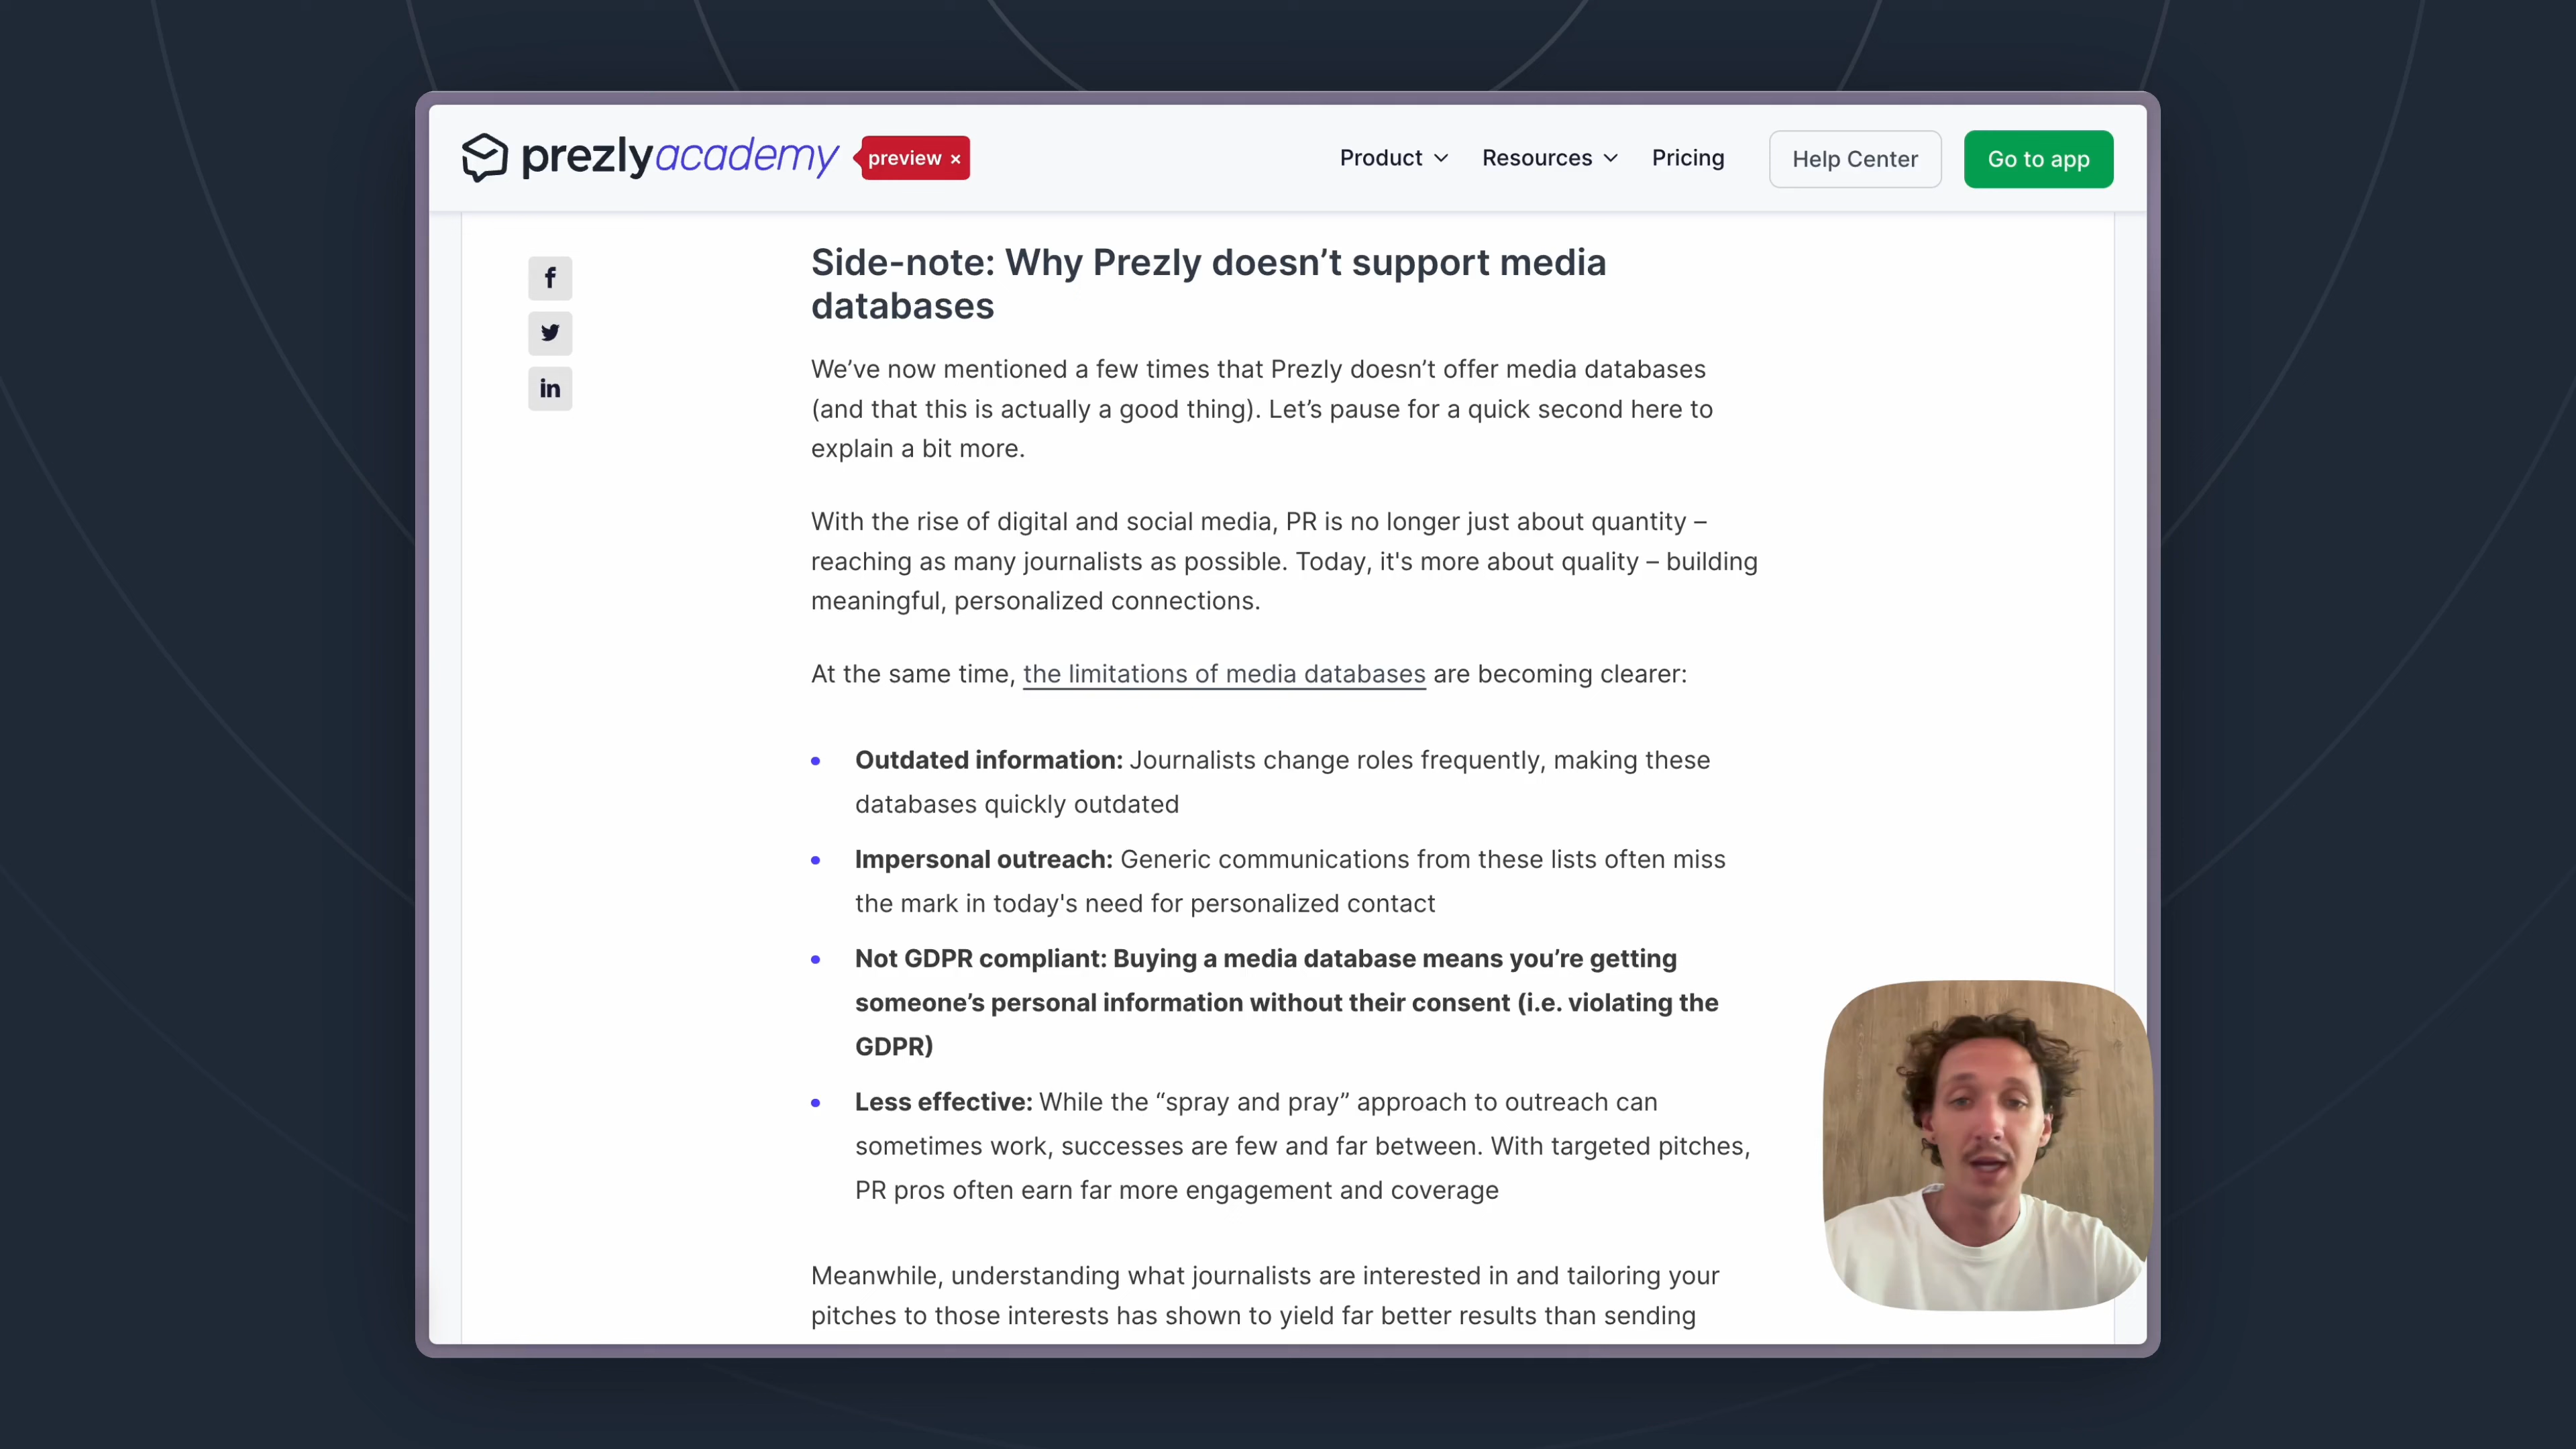 prezlyacademy
preview ×
Product
Resources
Pricing
Help Center
Go to app
f
in
Side-note: Why Prezly doesn’t support media
databases
We’ve now mentioned a few times that Prezly doesn’t offer media databases
(and that this is actually a good thing). Let’s pause for a quick second here to
explain a bit more.
With the rise of digital and social media, PR is no longer just about quantity –
reaching as many journalists as possible. Today, it's more about quality – building
meaningful, personalized connections.
At the same time, the limitations of media databases are becoming clearer:
• Outdated information: Journalists change roles frequently, making these
databases quickly outdated
• Impersonal outreach: Generic communications from these lists often miss
the mark in today's need for personalized contact
• Not GDPR compliant: Buying a media database means you’re getting
someone’s personal information without their consent (i.e. violating the
GDPR)
• Less effective: While the “spray and pray” approach to outreach can
sometimes work, successes are few and far between. With targeted pitches,
PR pros often earn far more engagement and coverage
Meanwhile, understanding what journalists are interested in and tailoring your
pitches to those interests has shown to yield far better results than sending